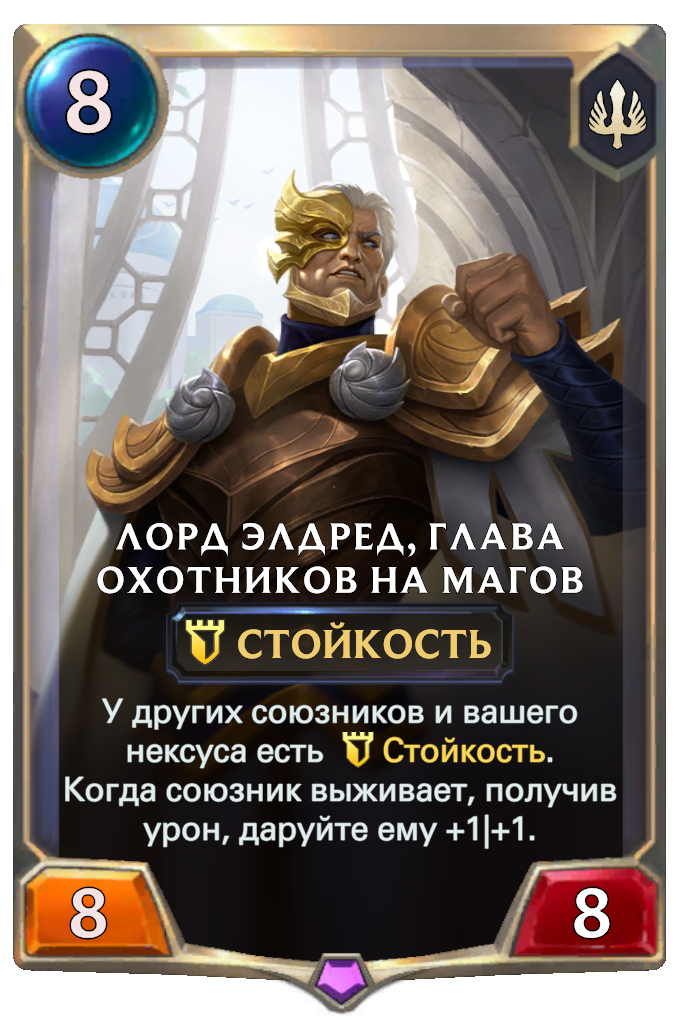 8
ЛОРД ЭЛДРЕД, ГЛАВА
ОХОТНИКОВ НА МАГОВ
СТОЙКОСТЬ
У других союзников и вашего
нексуса есть Стойкость.
Когда союзник выживает, получив
урон, даруйте ему +1|+1.
8
8